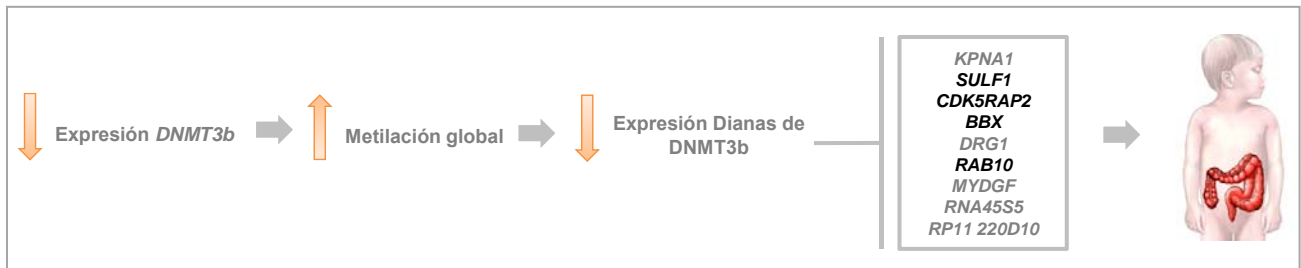 Expresión DNMT3b
Metilación global
Expresión Dianas de
DNMT3b
KPNA1
SULF1
CDK5RAP2
BBX
DRG1
RAB10
MYDGF
RNA45S5
RP11 220D10